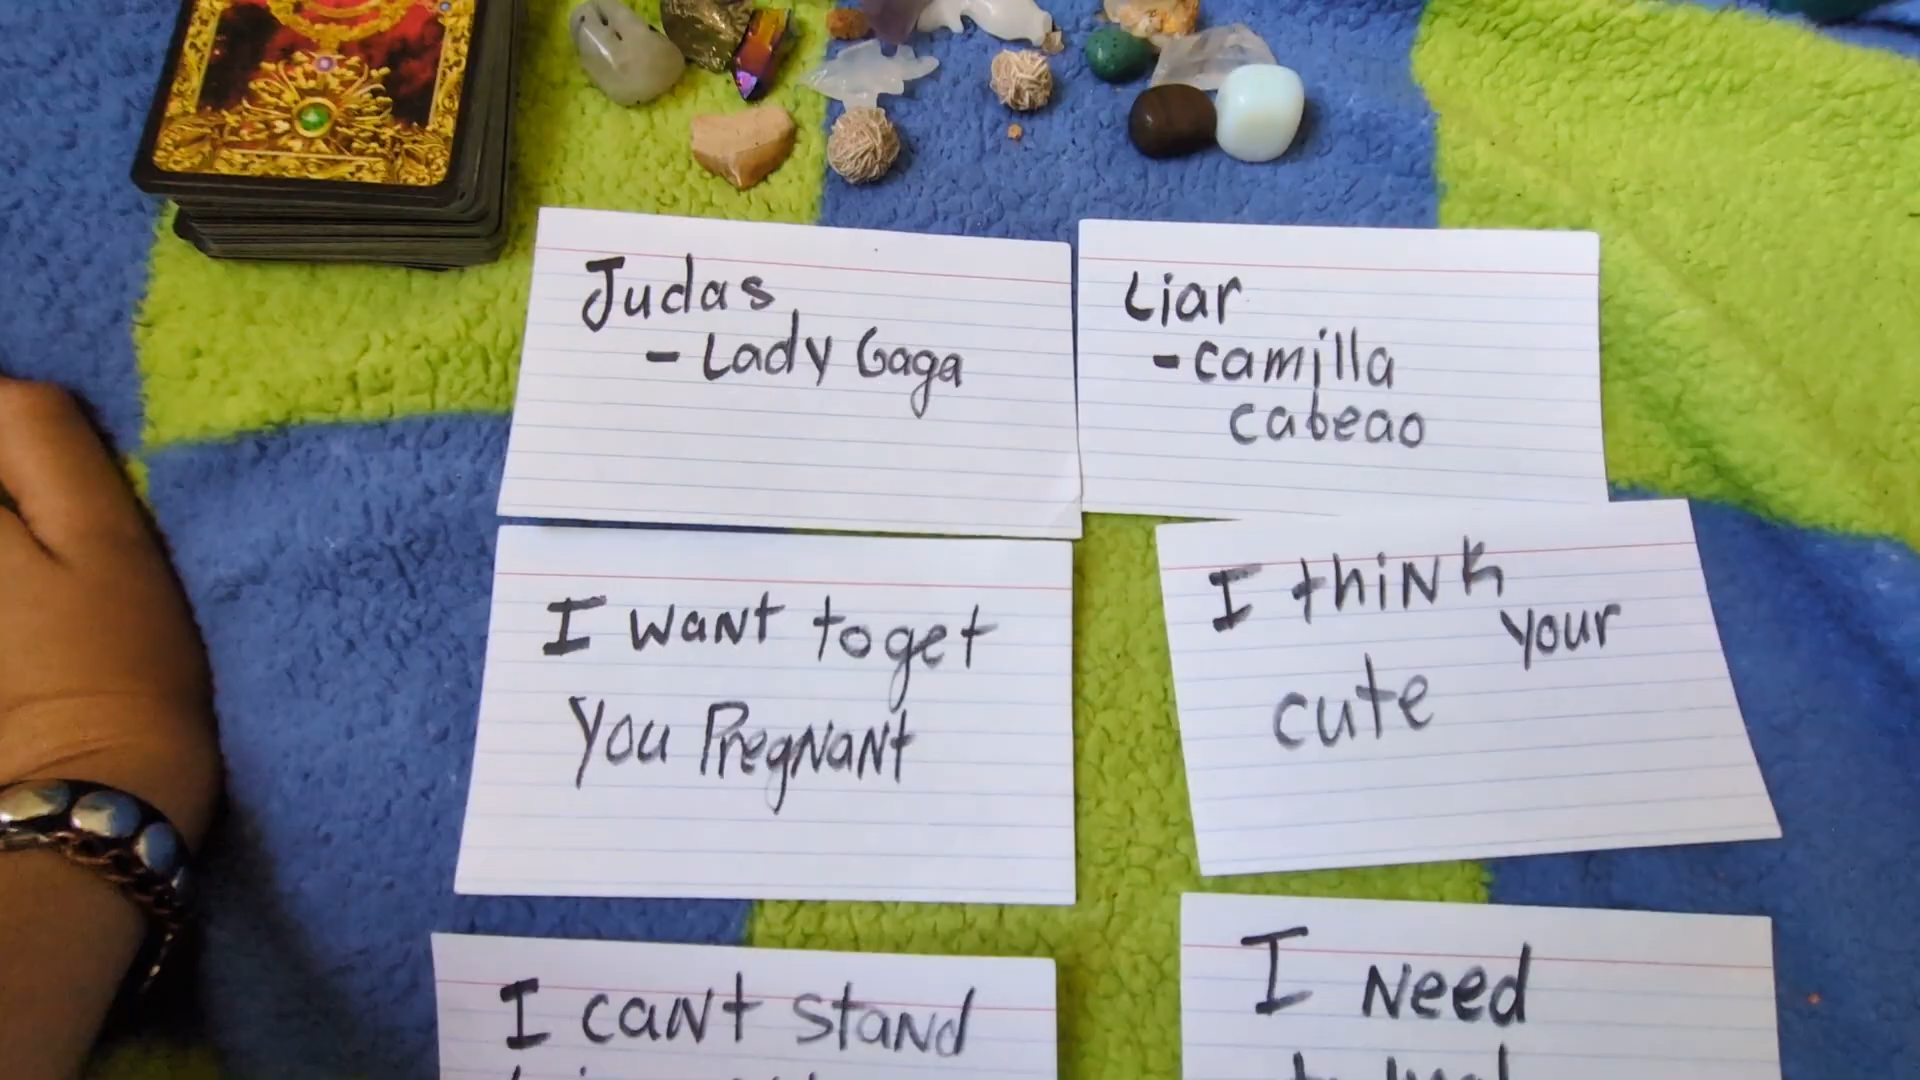 Judas
- Lady Gaga
Liar
- camilla
cabeao
I want to get
you Pregnant
I think
your
cute
I can't stand
I Need